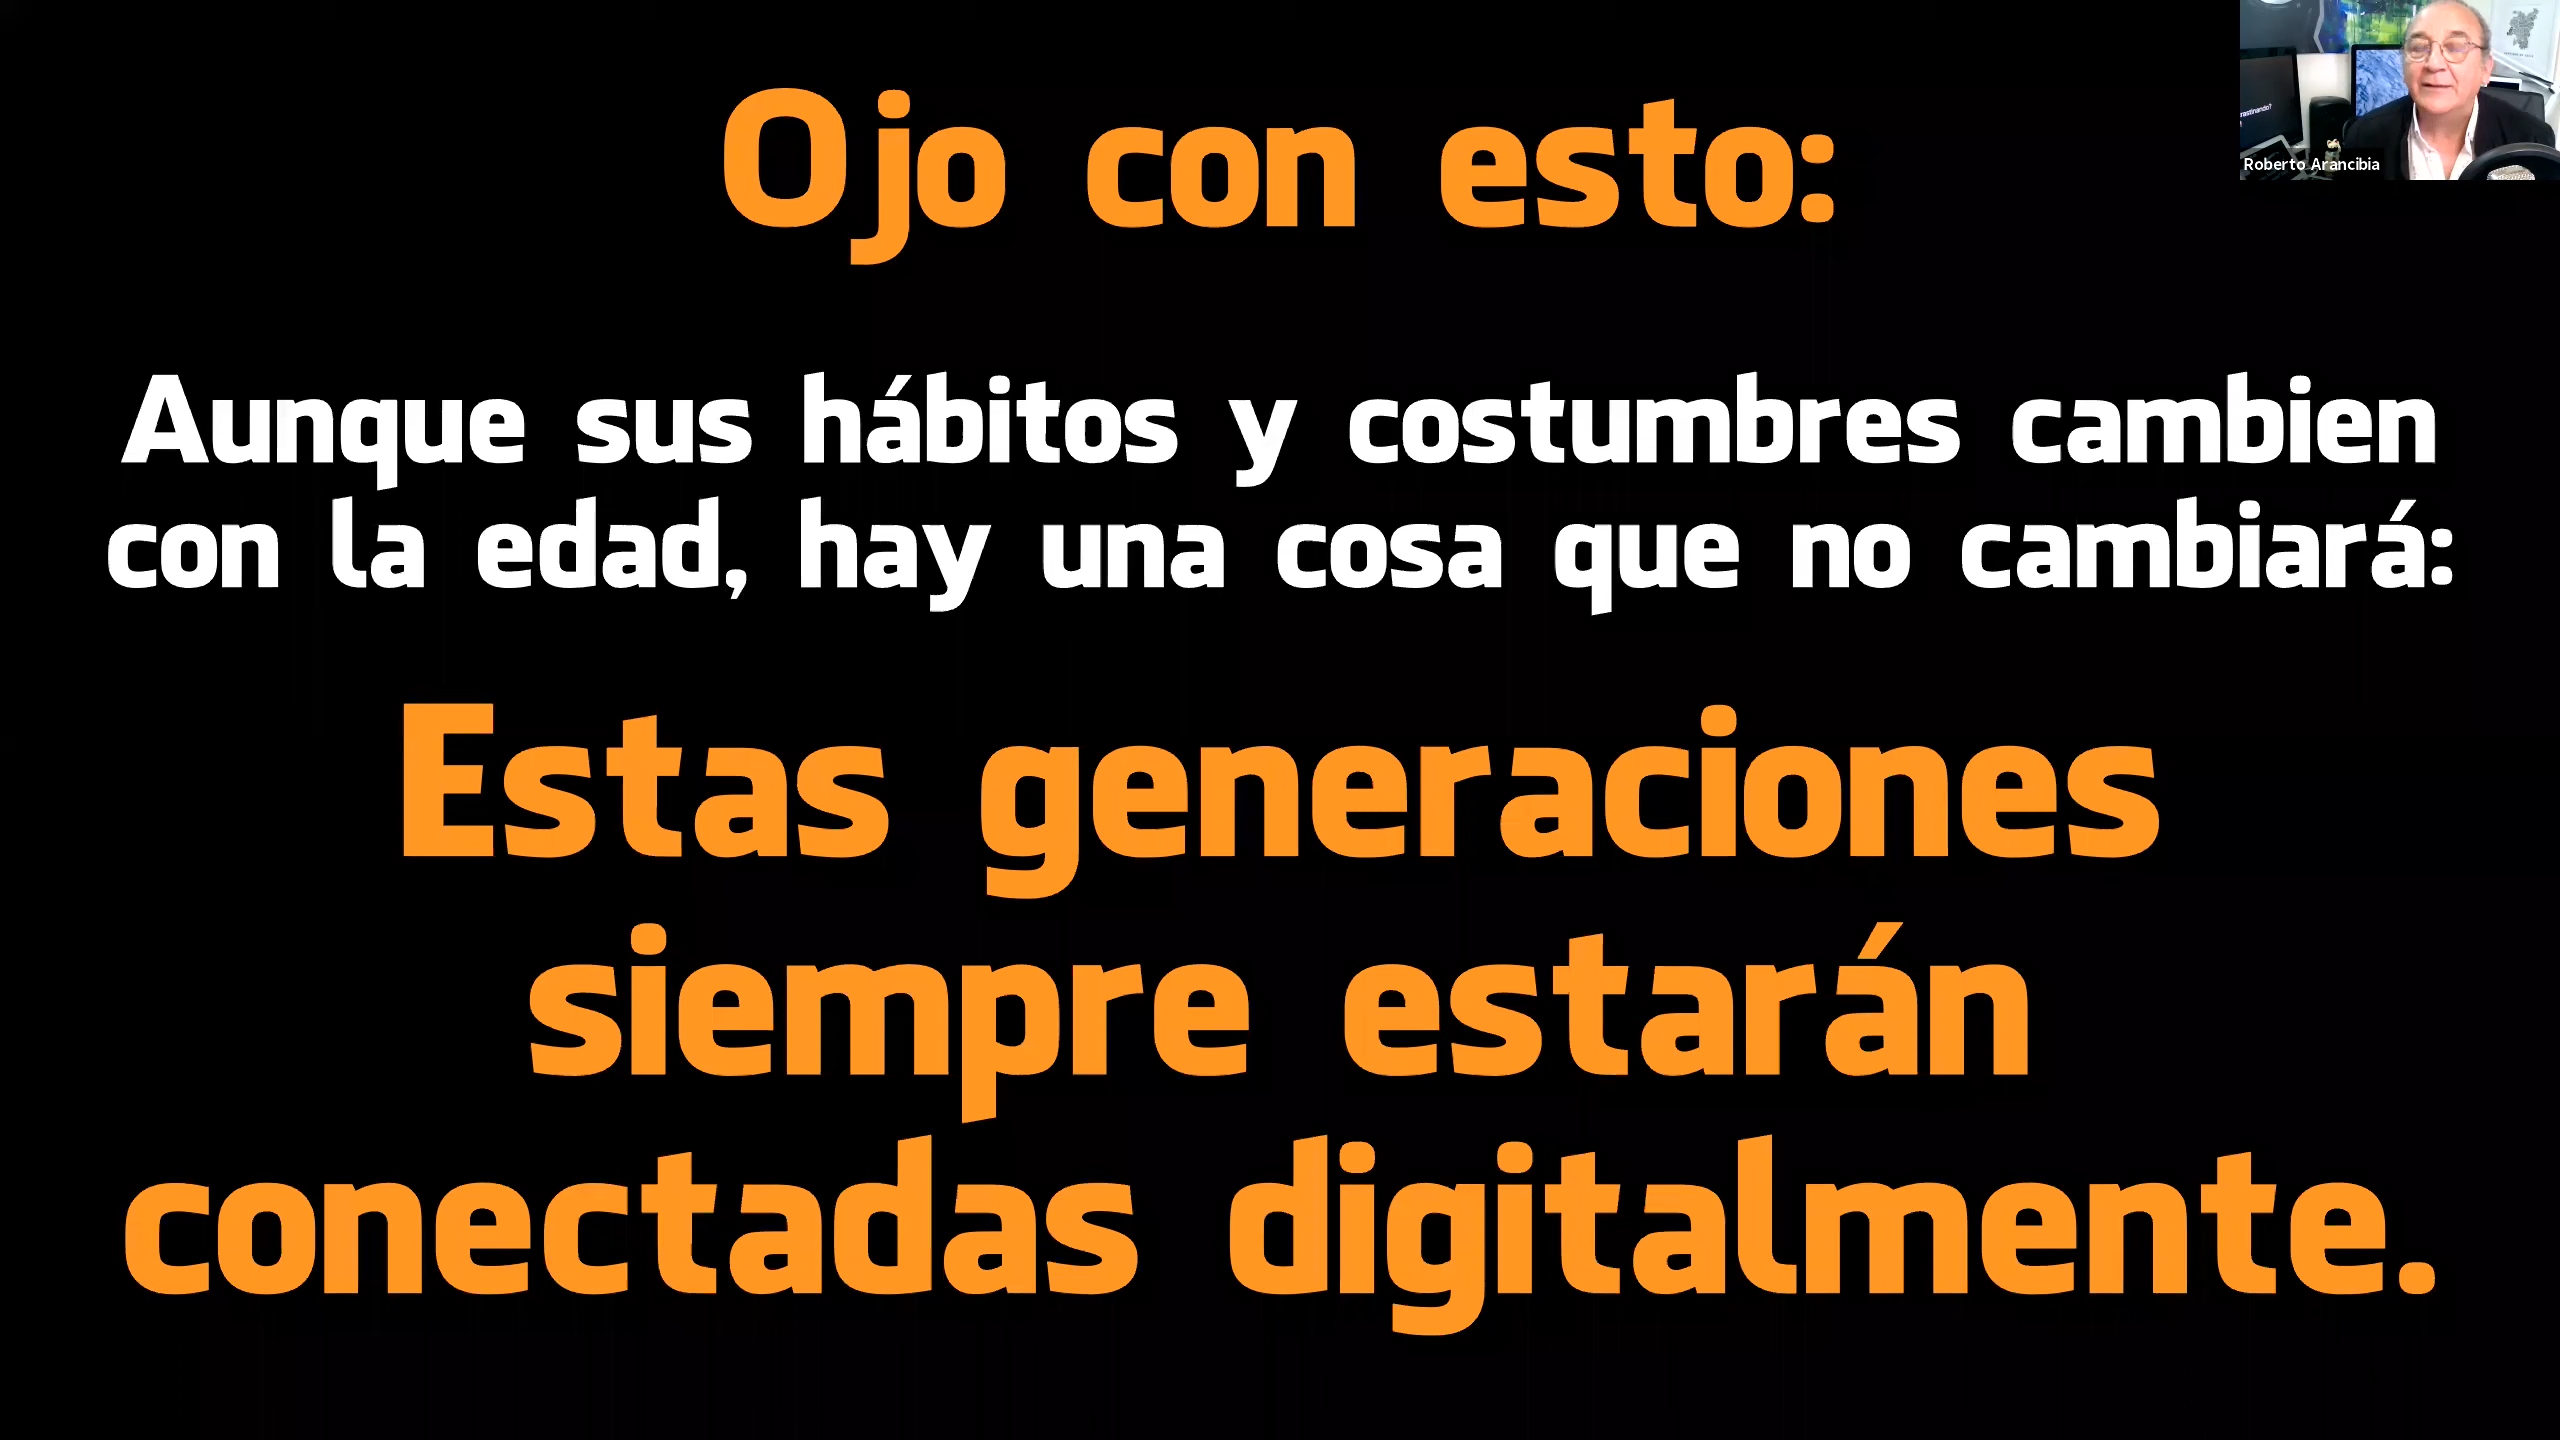 Ojo con esto:
Roberto Arancibia
Aunque sus hábitos y costumbres cambien
con la edad, hay una cosa que no cambiará:
Estas generaciones
siempre estarán
conectadas digitalmente.